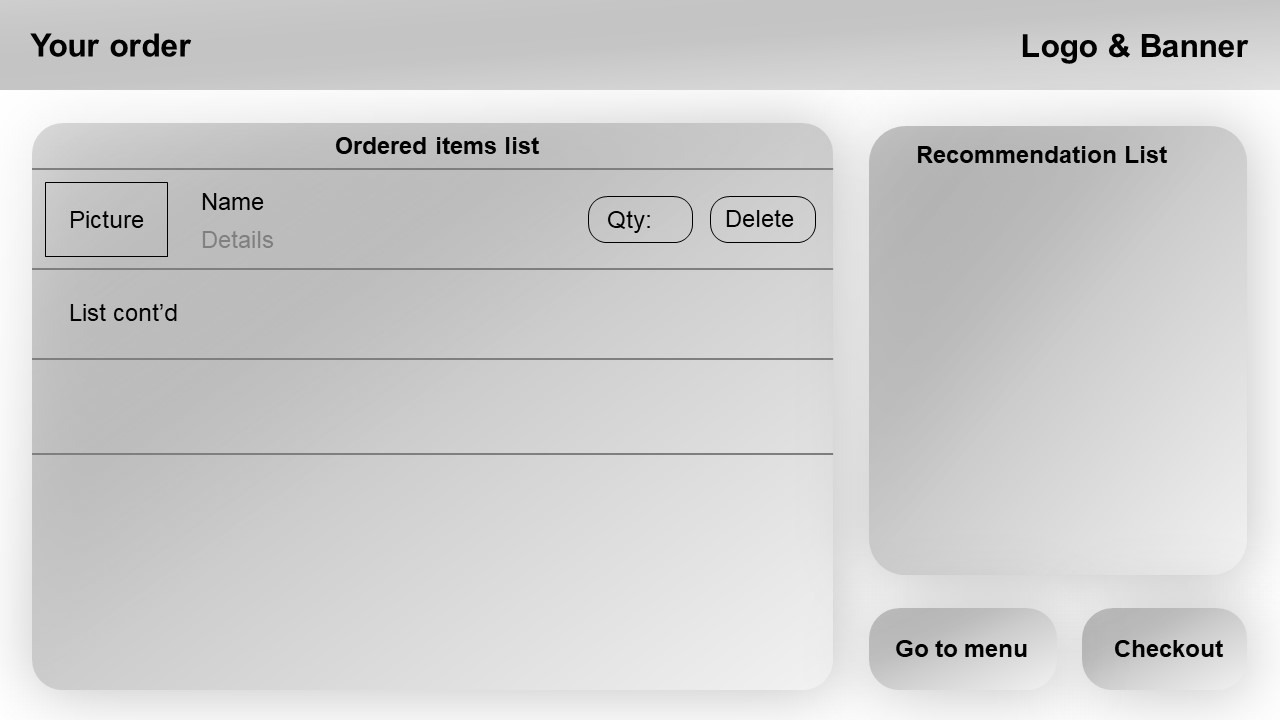 Your order
Logo & Banner
Ordered items list
Picture
Name
Details
Qty:
Delete
List cont’d
Recommendation List
Go to menu
Checkout